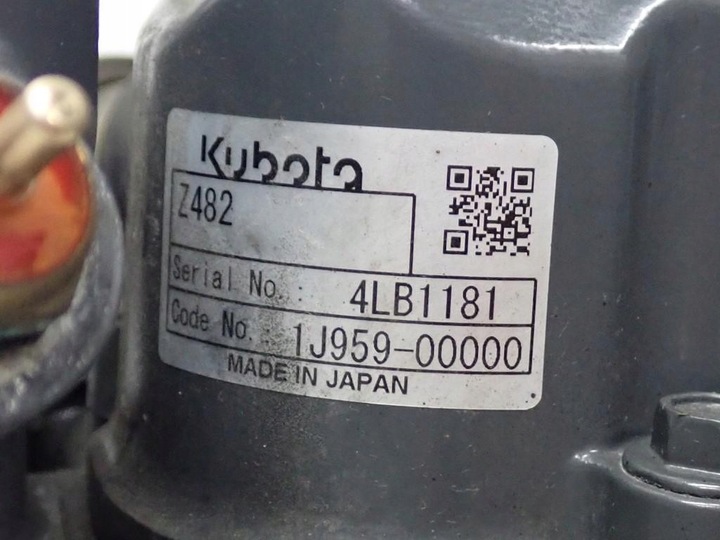 Kubota
Z482
Serial No. : 4LB1181
Code No. : 1J959-00000
MADE IN JAPAN